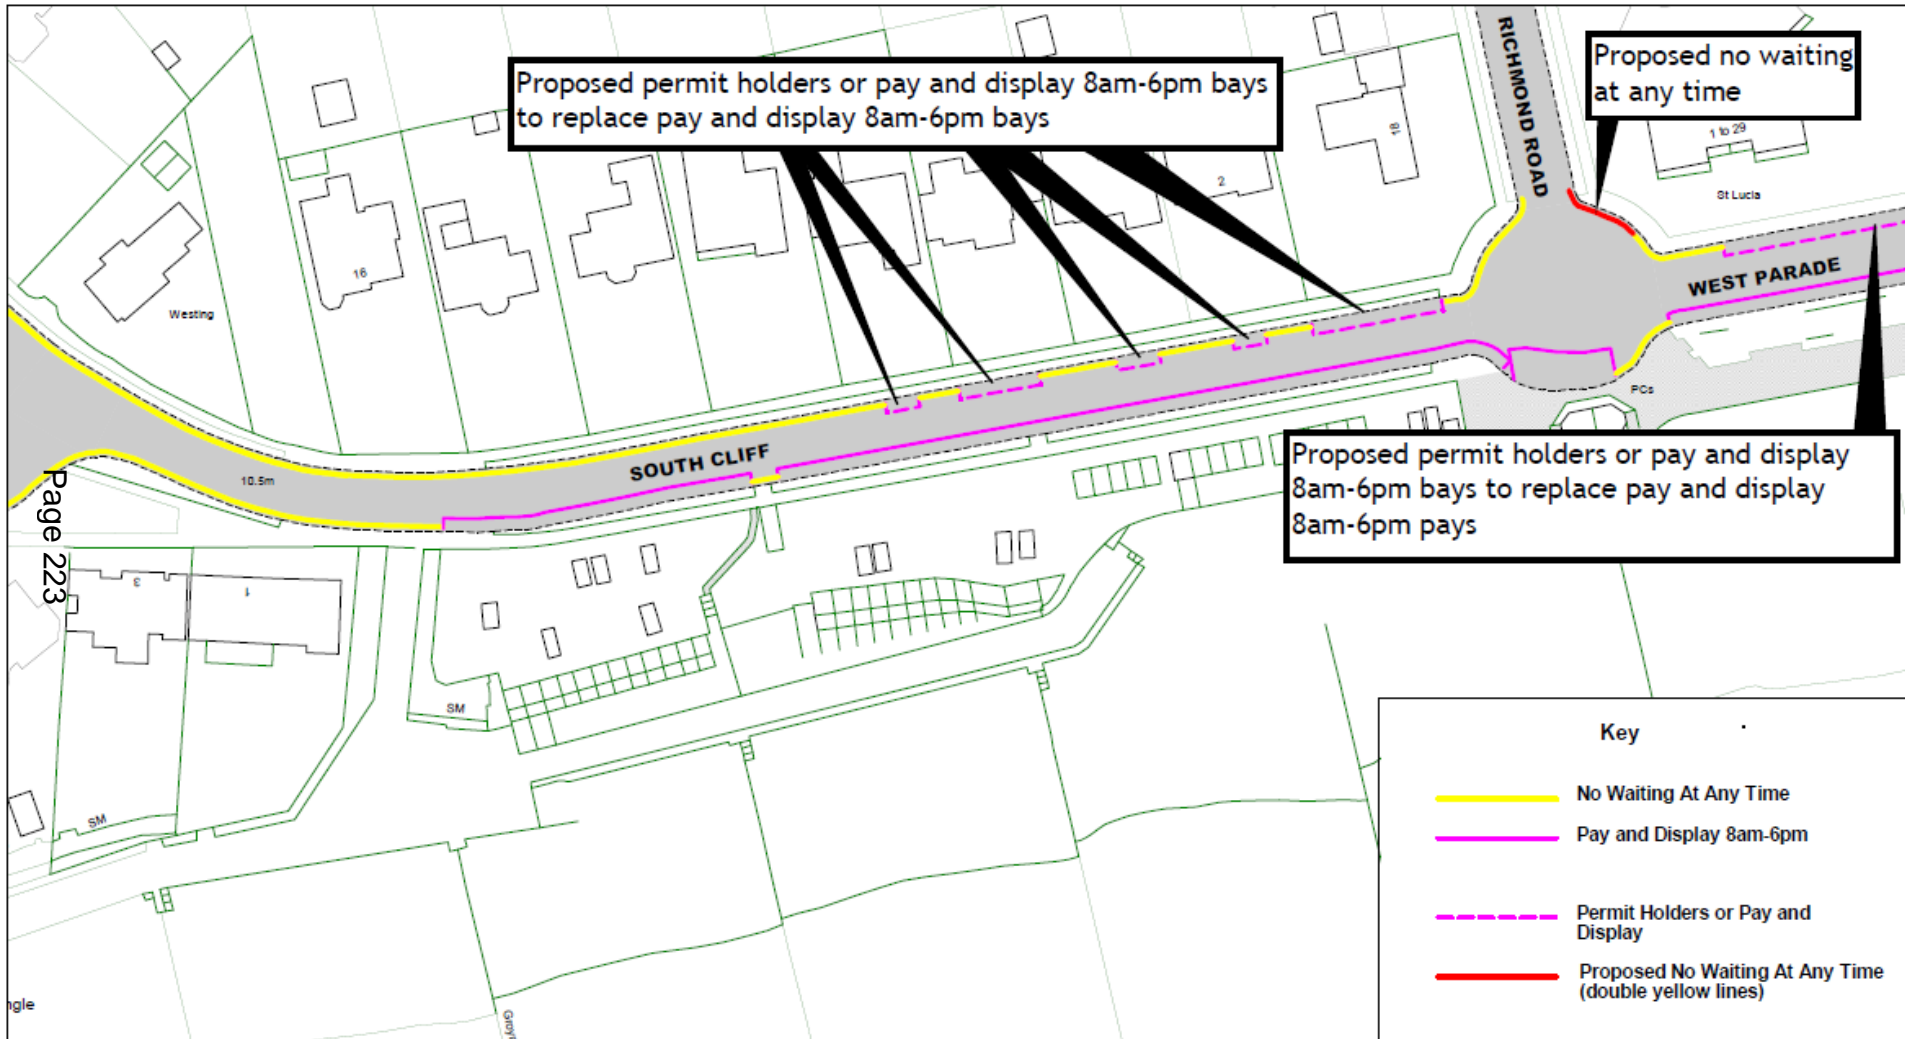 Proposed permit holders or pay and display 8am-6pm bays
to replace pay and display 8am-6pm bays
RICHMOND ROAD
Proposed no waiting
at any time
18
1 to 29
2
St Lucia
16
Westing
WEST PARADE
PCs
SOUTH CLIFF
10.5m
Proposed permit holders or pay and display
8am-6pm bays to replace pay and display
8am-6pm pays
Page 223
3
1
SM
SM
ngle
Key
No Waiting At Any Time
Pay and Display 8am-6pm
Permit Holders or Pay and
Display
Proposed No Waiting At Any Time
(double yellow lines)